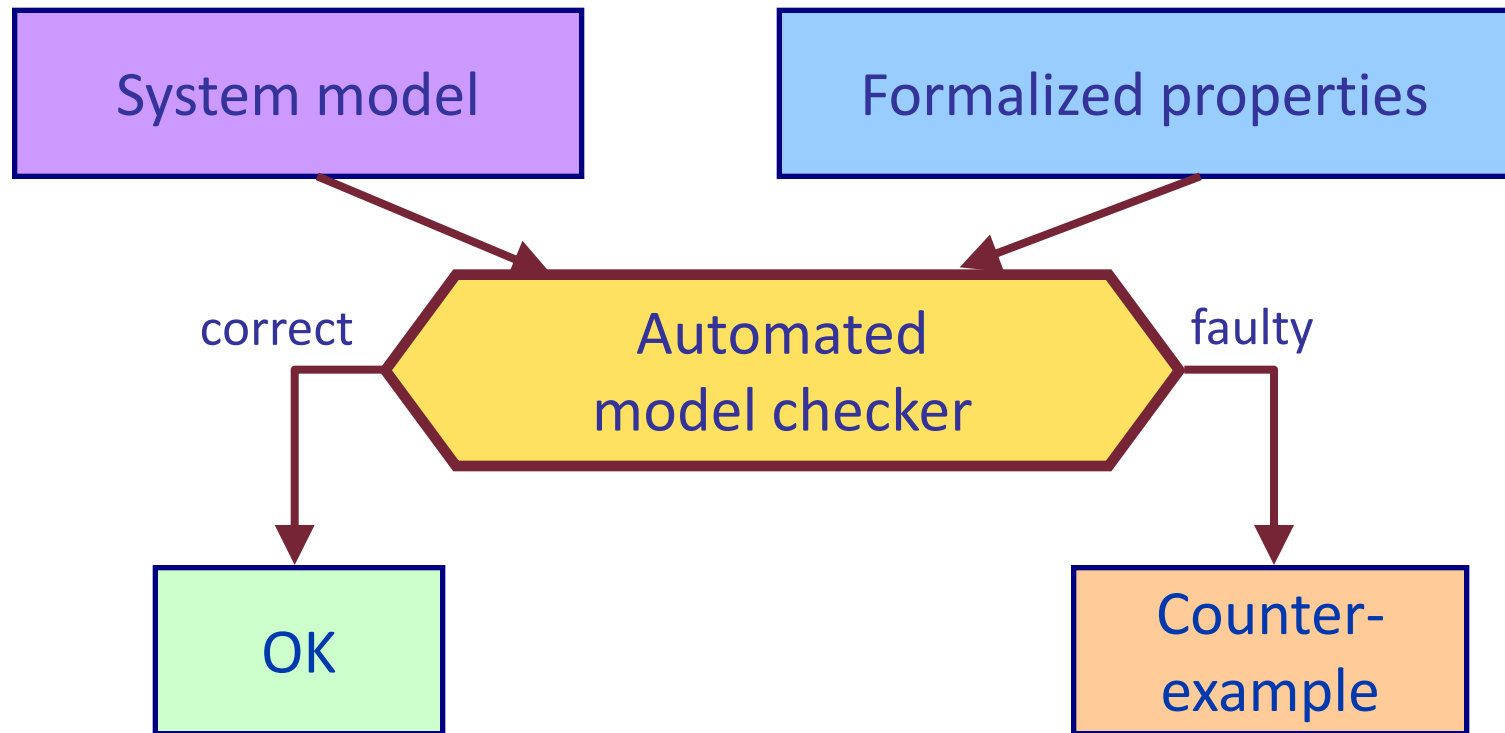 System model
Formalized properties
correct
Automated
model checker
faulty
OK
Counter-
example